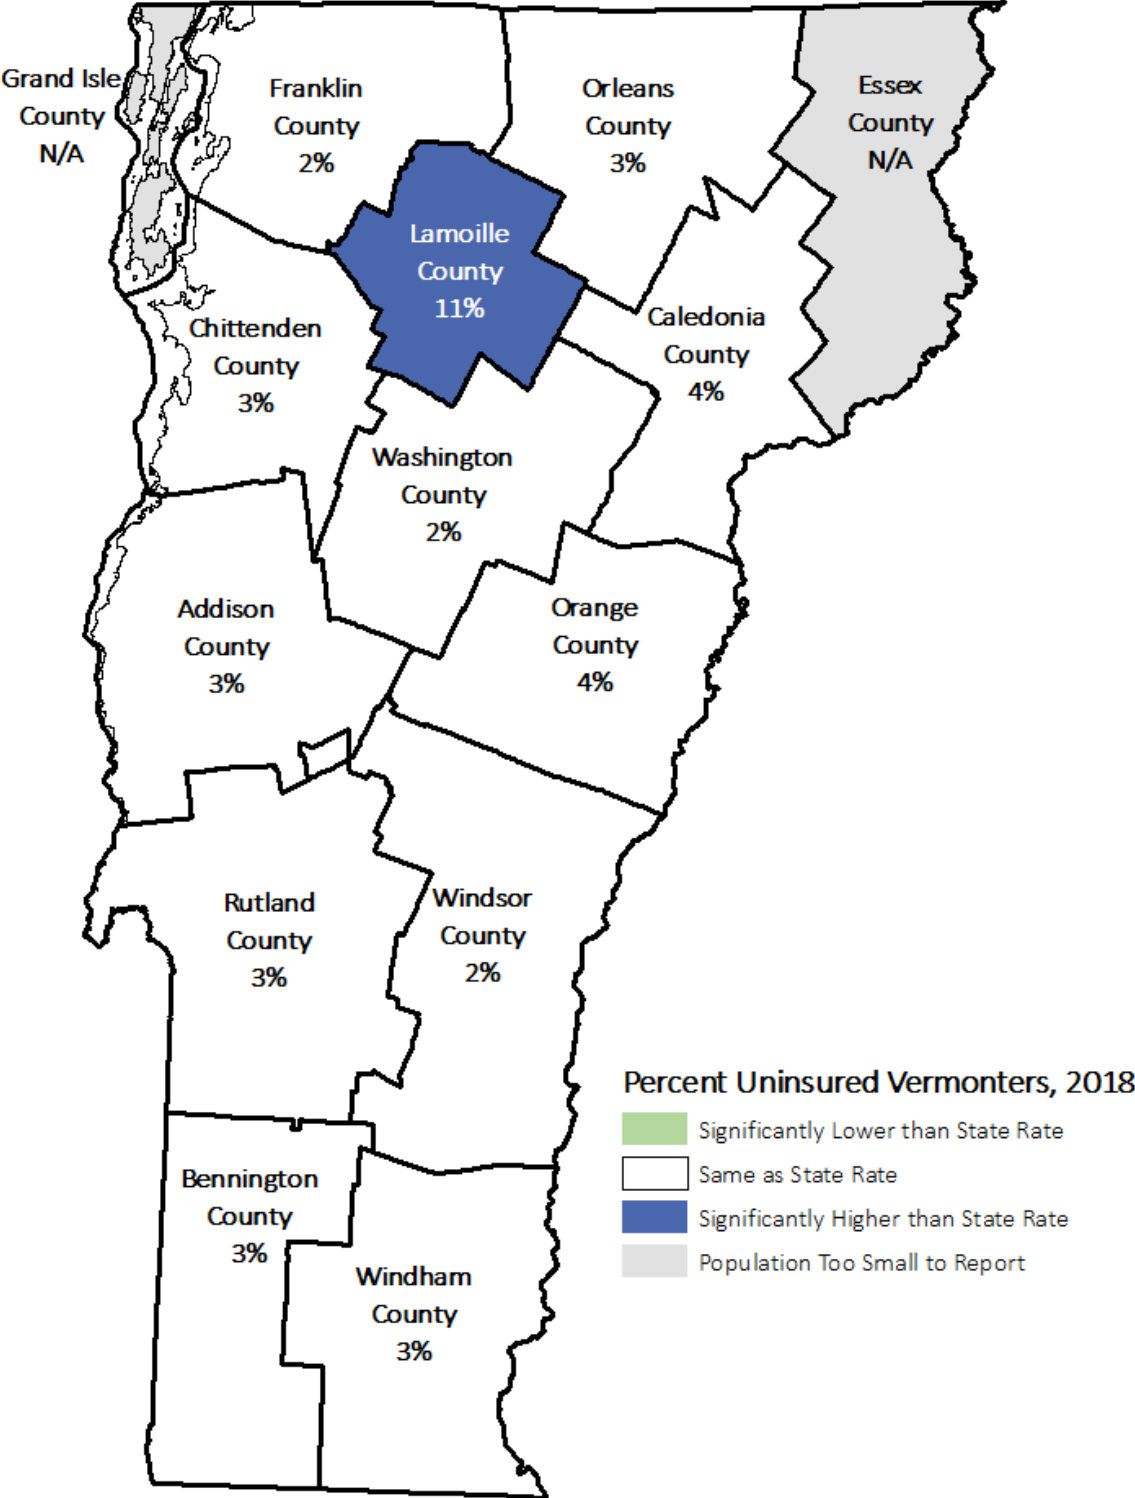 Grand Isle
County
N/A
Franklin
County
2%
Orleans
County
3%
Essex
County
N/A
Lamoille
County
11%
Chittenden
County
3%
Caledonia
County
4%
Washington
County
2%
Addison
County
3%
Orange
County
4%
Rutland
County
3%
Windsor
County
2%
Bennington
County
3%
Windham
County
3%
Percent Uninsured Vermonters, 2018
Significantly Lower than State Rate
Same as State Rate
Significantly Higher than State Rate
Population Too Small to Report